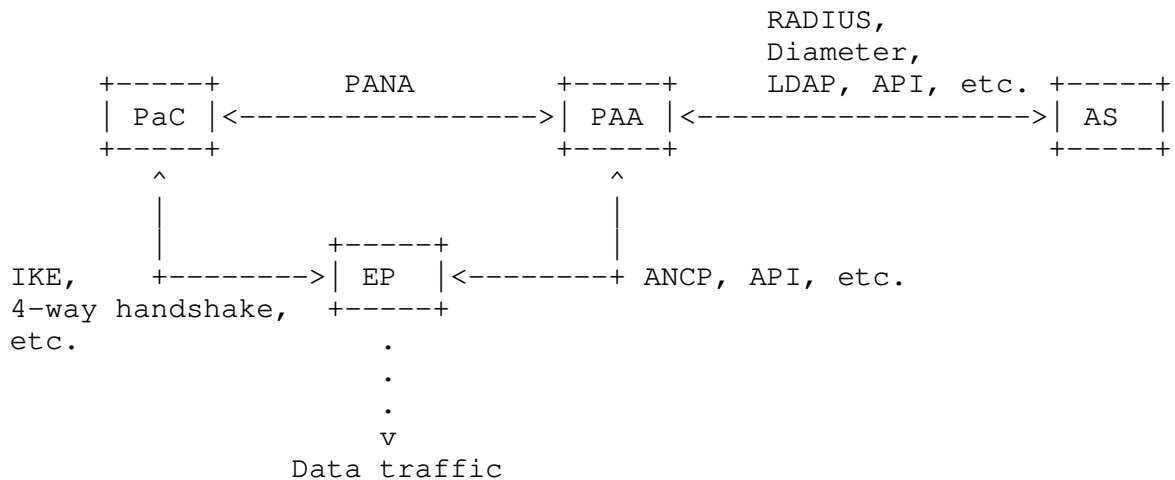 RADIUS,
Diameter,
PANA LDAP, API, etc.
PaC PAA AS
EP
IKE, ANCP, API, etc.
4-way handshake,
etc.
Data traffic